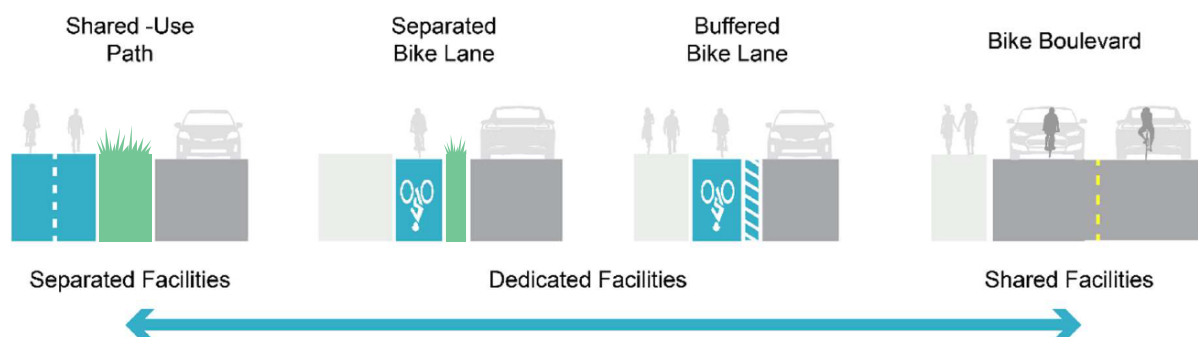 Shared -Use
Path
Separated
Bike Lane
Buffered
Bike Lane
Bike Boulevard
Separated Facilities
Dedicated Facilities
Shared Facilities